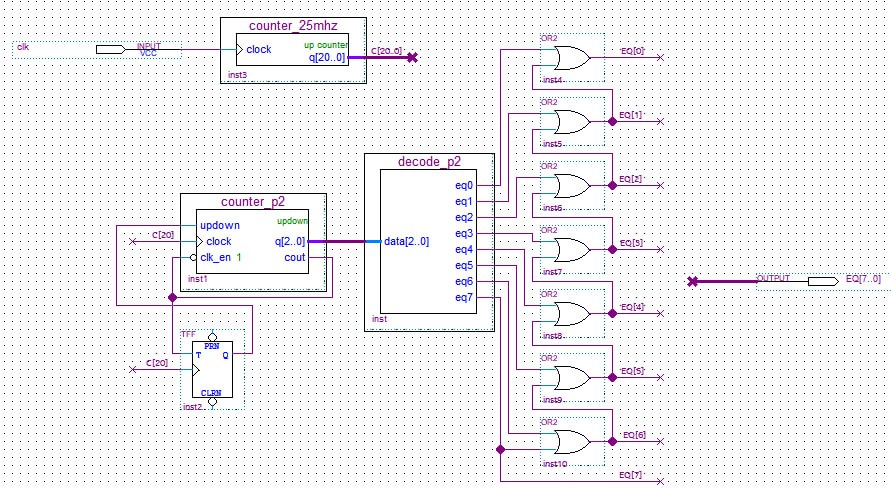 counter_25mhz
clk
INPUT
VCC
clock
up counter
q[20..0]
C[20..0]
inst3
counter_p2
updown
updown
C[20]
clock
q[2..0]
clk_en 1
cout
inst1
TFF
PRN
T
Q
C[20]
CLRN
inst2
decode_p2
eq0
eq1
eq2
data[2..0]
eq3
eq4
eq5
eq6
eq7
inst
OR2
EQ[0]
inst4
OR2
EQ[1]
inst5
OR2
EQ[2]
inst6
OR2
EQ[3]
inst7
OR2
EQ[4]
inst8
OR2
EQ[5]
inst9
OR2
EQ[6]
inst10
EQ[7]
OUTPUT
EQ[7..0]